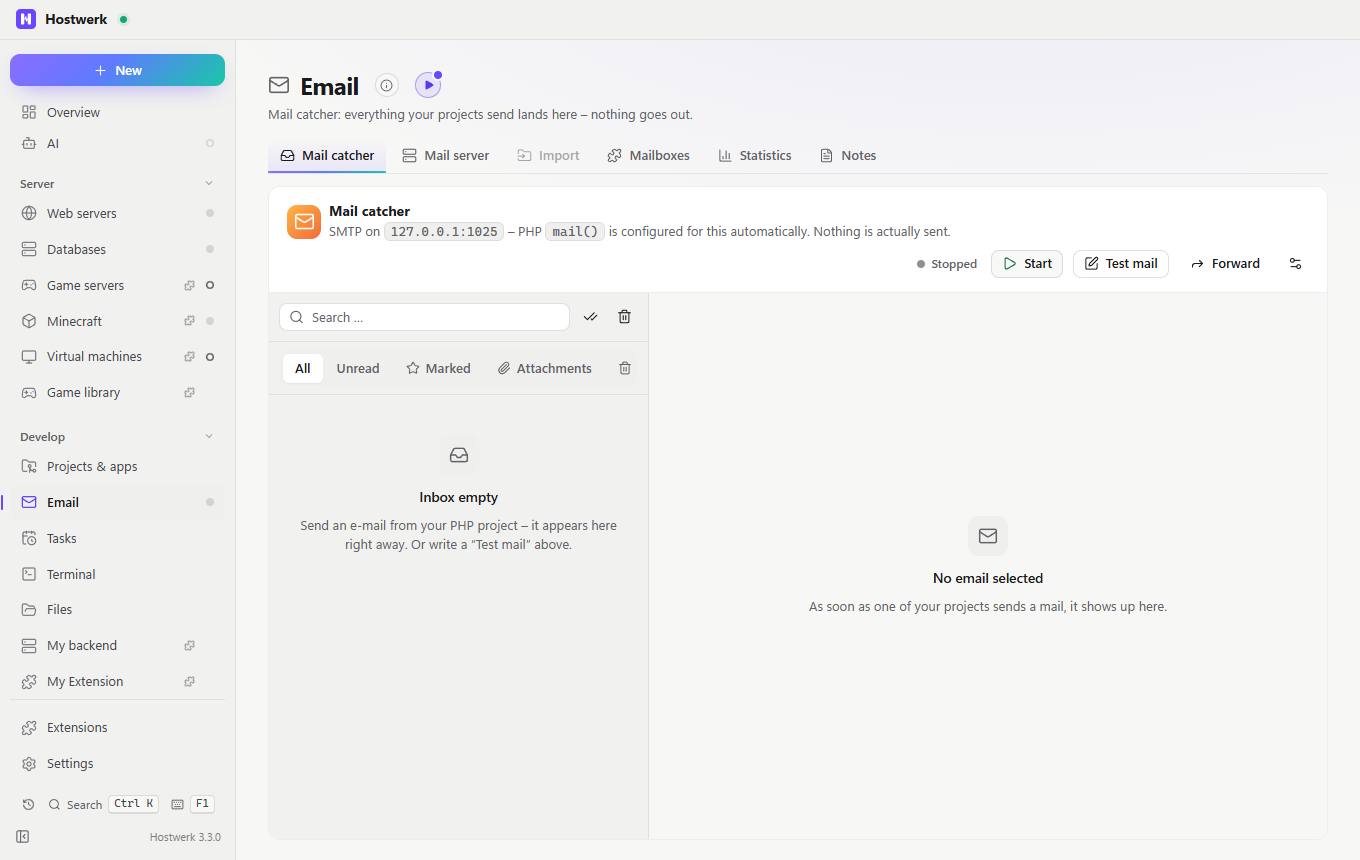 Hostwerk
New
Overview
AI
Server
Web servers
Databases
Game servers
Minecraft
Virtual machines
Game library
Develop
Projects & apps
Email
Tasks
Terminal
Files
My backend
My Extension
Extensions
Settings
Search Ctrl K F1
Hostwerk 3.3.0
Email
Mail catcher: everything your projects send lands here – nothing goes out.
Mail catcher Mail server Import Mailboxes Statistics Notes
Mail catcher
SMTP on 127.0.0.1:1025 – PHP mail() is configured for this automatically. Nothing is actually sent.
Stopped Start Test mail Forward
Search ...
All Unread Marked Attachments
Inbox empty
Send an e-mail from your PHP project – it appears here
right away. Or write a “Test mail” above.
No email selected
As soon as one of your projects sends a mail, it shows up here.